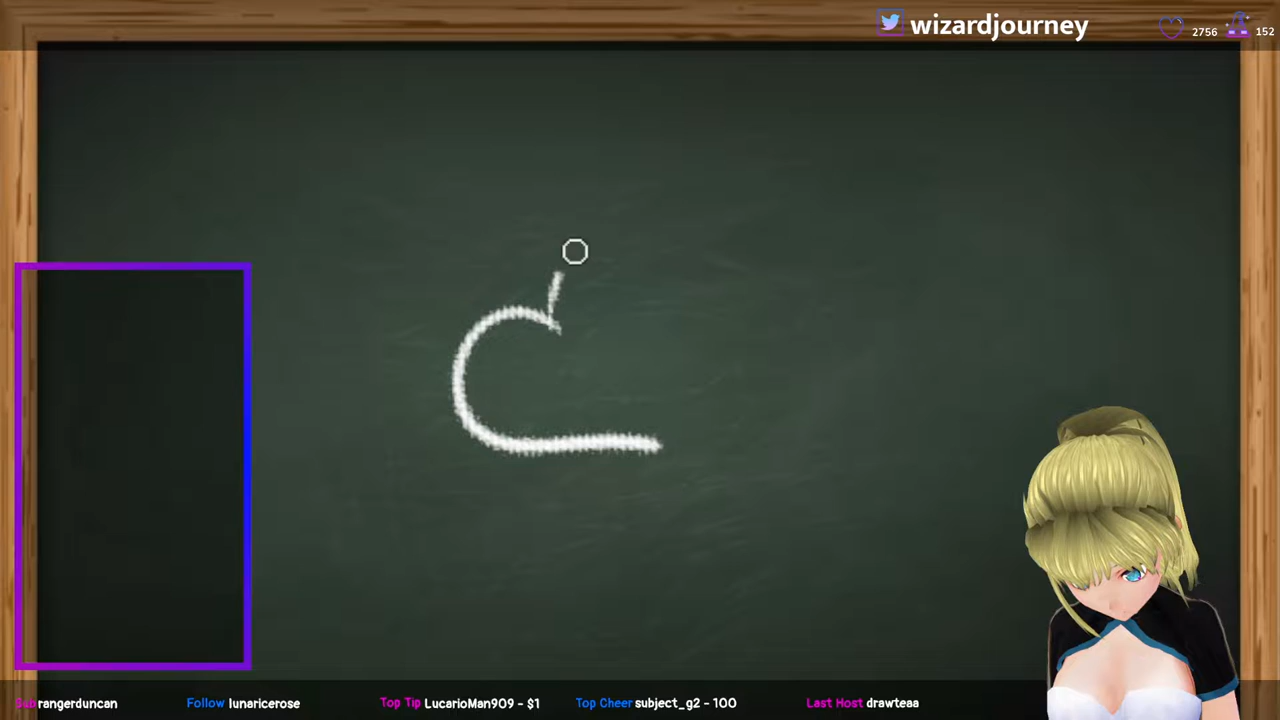 wizardjourney
2756
152
Sub rangerduncan
Follow lunaricerose
Top Tip LucarioMan909 - $1
Top Cheer subject_g2 - 100
Last Host drawteaa